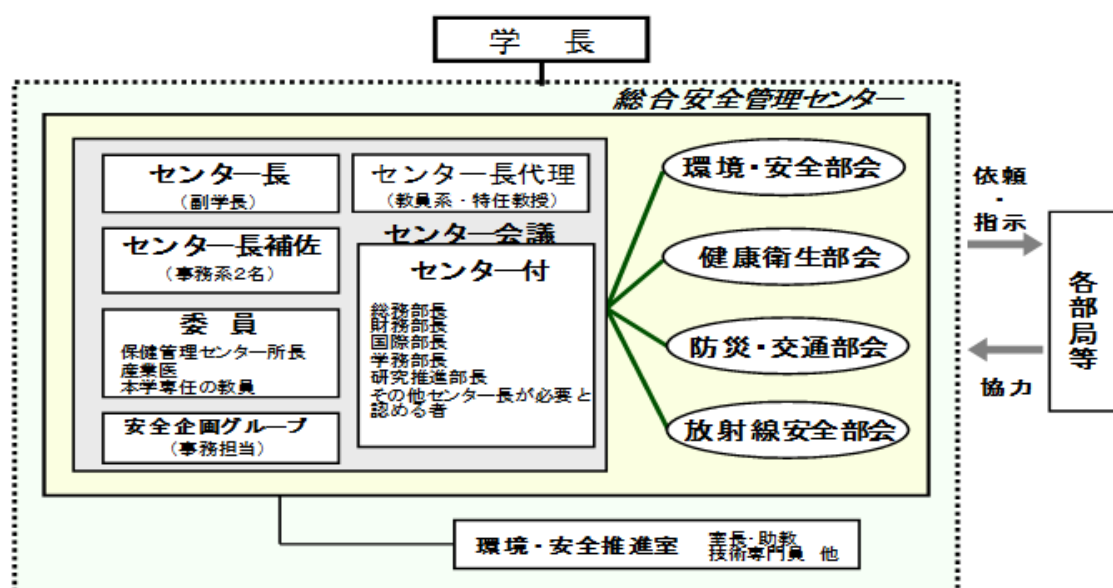 学 長
総合安全管理センター
センター長
(副学長)
センター長代理
(教員系・特任教授)
センター会議
センター長補佐
(事務系2名)
センター付
総務部長
財務部長
国際部長
学務部長
研究推進部長
その他センター長が必要と
認める者
委 員
保健管理センター所長
産業医
本学専任の教員
安全企画グループ
(事務担当)
環境・安全部会
健康衛生部会
防災・交通部会
放射線安全部会
依頼
・
指示
協力
各部局等
環境・安全推進室
室長・助教
技術専門員 他